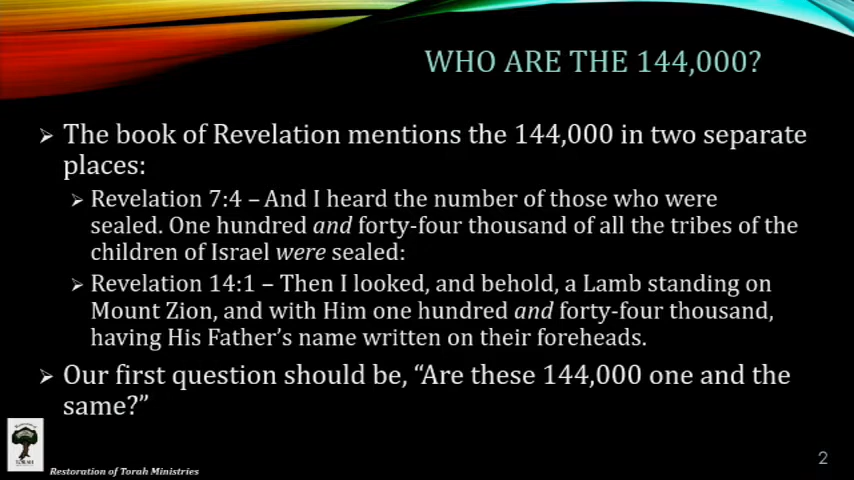 WHO ARE THE 144,000?
➢ The book of Revelation mentions the 144,000 in two separate
places:
➢ Revelation 7:4 – And I heard the number of those who were
sealed. One hundred and forty-four thousand of all the tribes of the
children of Israel were sealed:
➢ Revelation 14:1 – Then I looked, and behold, a Lamb standing on
Mount Zion, and with Him one hundred and forty-four thousand,
having His Father’s name written on their foreheads.
➢ Our first question should be, “Are these 144,000 one and the
same?”
TORAH
Restoration of Torah Ministries
2